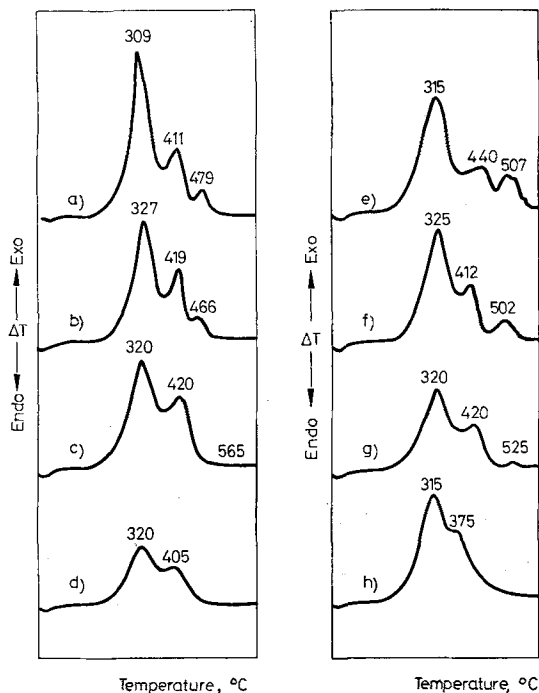 309
411
479
a)
327
419
466
b)
320
420
565
c)
320
405
d)
Endo ← ΔT → Exo
Temperature, °C
315
440
507
e)
325
412
502
f)
320
420
525
g)
315
375
h)
Endo ← ΔT → Exo
Temperature, °C